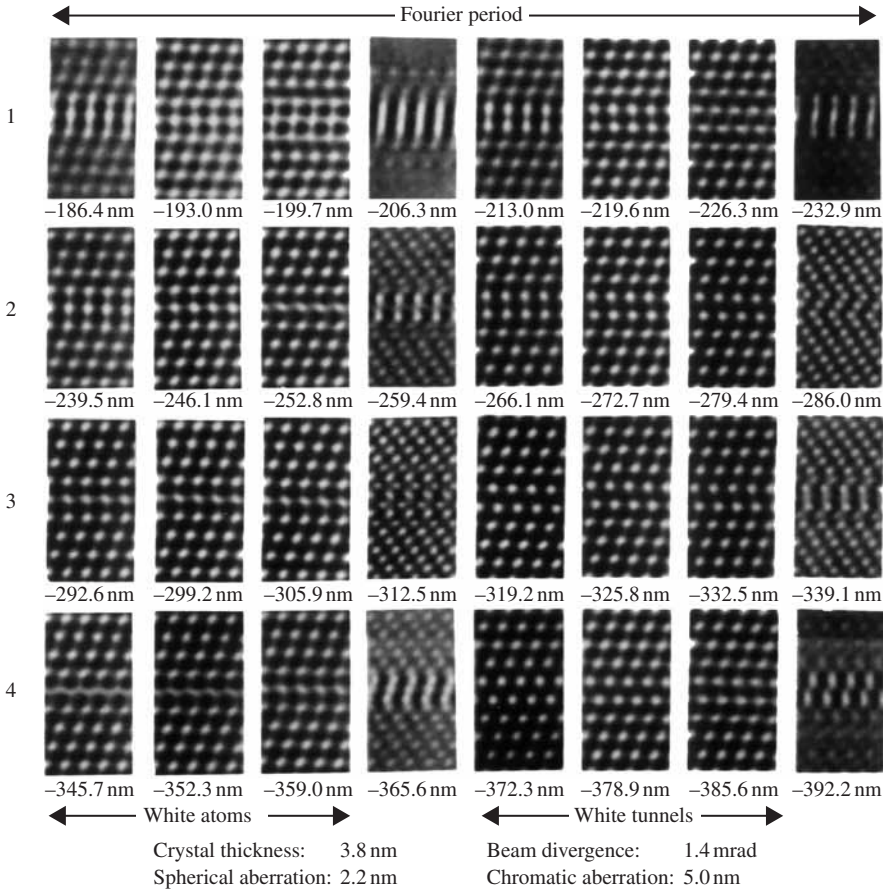 Fourier period
1
–186.4 nm –193.0 nm –199.7 nm –206.3 nm –213.0 nm –219.6 nm –226.3 nm –232.9 nm
2
–239.5 nm –246.1 nm –252.8 nm –259.4 nm –266.1 nm –272.7 nm –279.4 nm –286.0 nm
3
–292.6 nm –299.2 nm –305.9 nm –312.5 nm –319.2 nm –325.8 nm –332.5 nm –339.1 nm
4
–345.7 nm –352.3 nm –359.0 nm –365.6 nm –372.3 nm –378.9 nm –385.6 nm –392.2 nm
White atoms White tunnels
Crystal thickness: 3.8 nm Beam divergence: 1.4 mrad
Spherical aberration: 2.2 nm Chromatic aberration: 5.0 nm